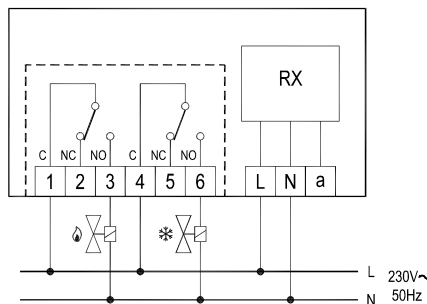 RX
C NC NO C NC NO
1 2 3 4 5 6 L N a
L 230V~
N 50Hz